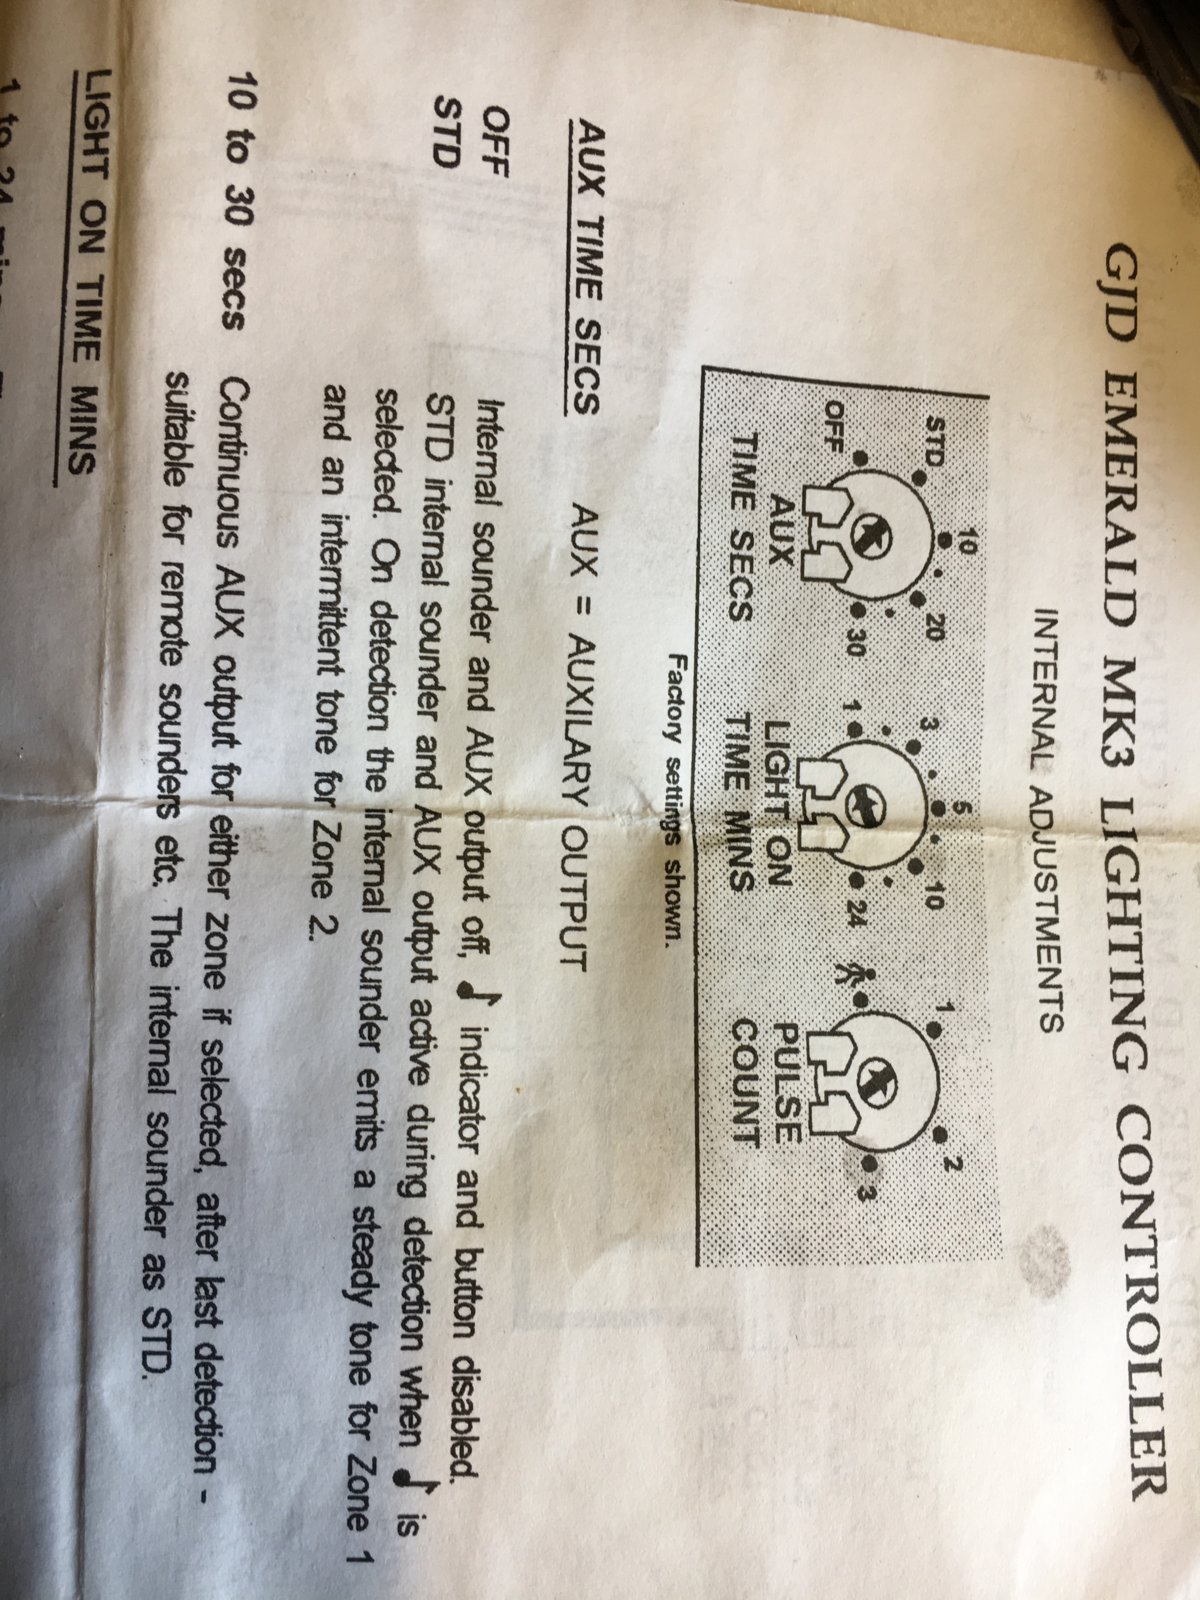 GJD EMERALD MK3 LIGHTING CONTROLLER
INTERNAL ADJUSTMENTS
STD 10 20 3 5 10 1 2
OFF 30 1 24 3
AUX LIGHT ON PULSE
TIME SECS TIME MINS COUNT
Factory settings shown.
AUX TIME SECS AUX = AUXILARY OUTPUT
OFF Internal sounder and AUX output off, ♪ indicator and button disabled.
STD STD internal sounder and AUX output active during detection when ♪ is
selected. On detection the internal sounder emits a steady tone for Zone 1
and an intermittent tone for Zone 2.
10 to 30 secs Continuous AUX output for either zone if selected, after last detection -
suitable for remote sounders etc. The internal sounder as STD.
LIGHT ON TIME MINS
1 to 24